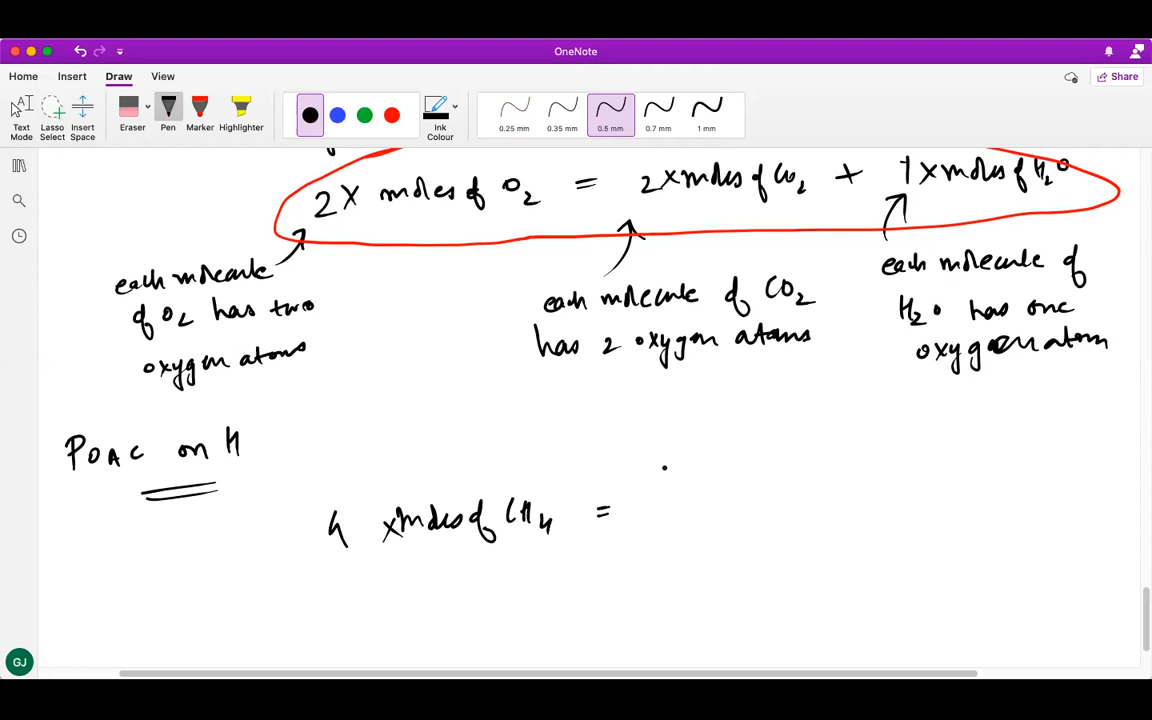 OneNote
Home Insert Draw View
Share
Text Mode
Lasso Select
Insert Space
Eraser
Pen
Marker
Highlighter
Ink Colour
0.25 mm
0.35 mm
0.5 mm
0.7 mm
1 mm
2 x moles of O2 = 2 x moles of CO2 + 1 x moles of H2O
each molecule
of O2 has two
oxygen atoms
each molecule of CO2
has 2 oxygen atoms
each molecule of
H2O has one
oxygen atom
POAC on H
4 x moles of CH4 =
GJ